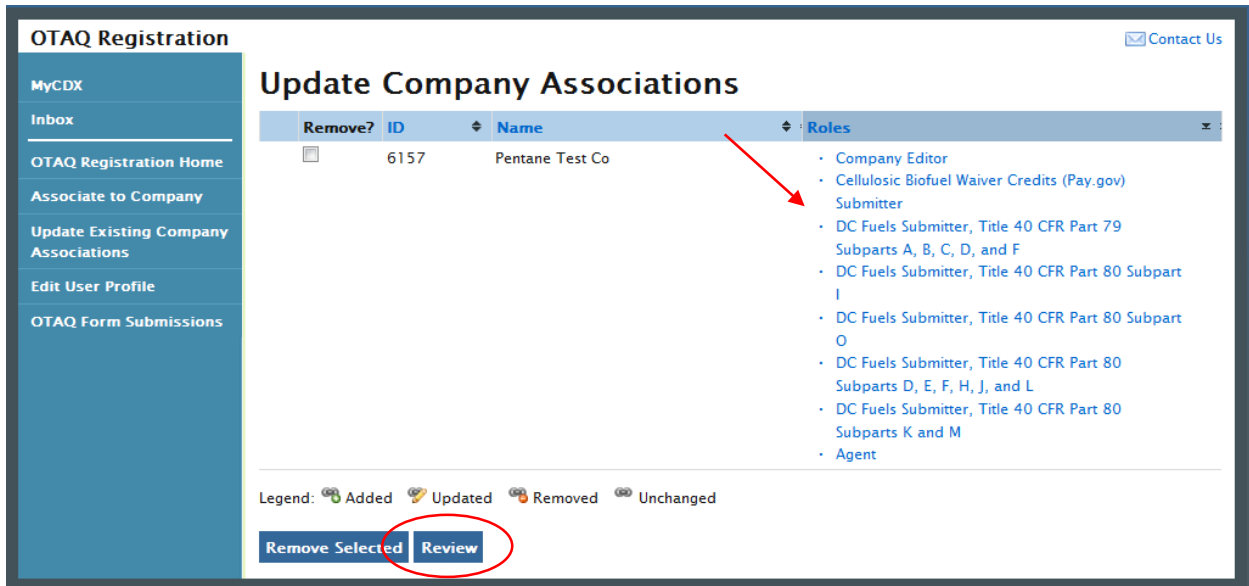 OTAQ Registration
Contact Us
MyCDX
Inbox
OTAQ Registration Home
Associate to Company
Update Existing Company
Associations
Edit User Profile
OTAQ Form Submissions
Update Company Associations
Remove? ID Name Roles
6157 Pentane Test Co
· Company Editor
· Cellulosic Biofuel Waiver Credits (Pay.gov)
Submitter
· DC Fuels Submitter, Title 40 CFR Part 79
Subparts A, B, C, D, and F
· DC Fuels Submitter, Title 40 CFR Part 80 Subpart
I
· DC Fuels Submitter, Title 40 CFR Part 80 Subpart
O
· DC Fuels Submitter, Title 40 CFR Part 80
Subparts D, E, F, H, J, and L
· DC Fuels Submitter, Title 40 CFR Part 80
Subparts K and M
· Agent
Legend: Added Updated Removed Unchanged
Remove Selected Review